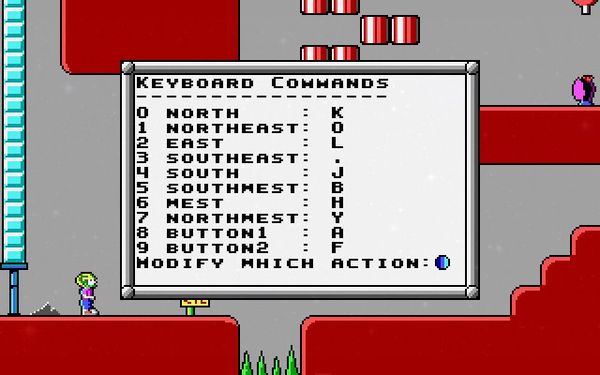 KEYBOARD COMMANDS
-----------------
0 NORTH : K
1 NORTHEAST: O
2 EAST : L
3 SOUTHEAST: .
4 SOUTH : J
5 SOUTHWEST: B
6 WEST : H
7 NORTHWEST: Y
8 BUTTON1 : A
9 BUTTON2 : F
MODIFY WHICH ACTION: